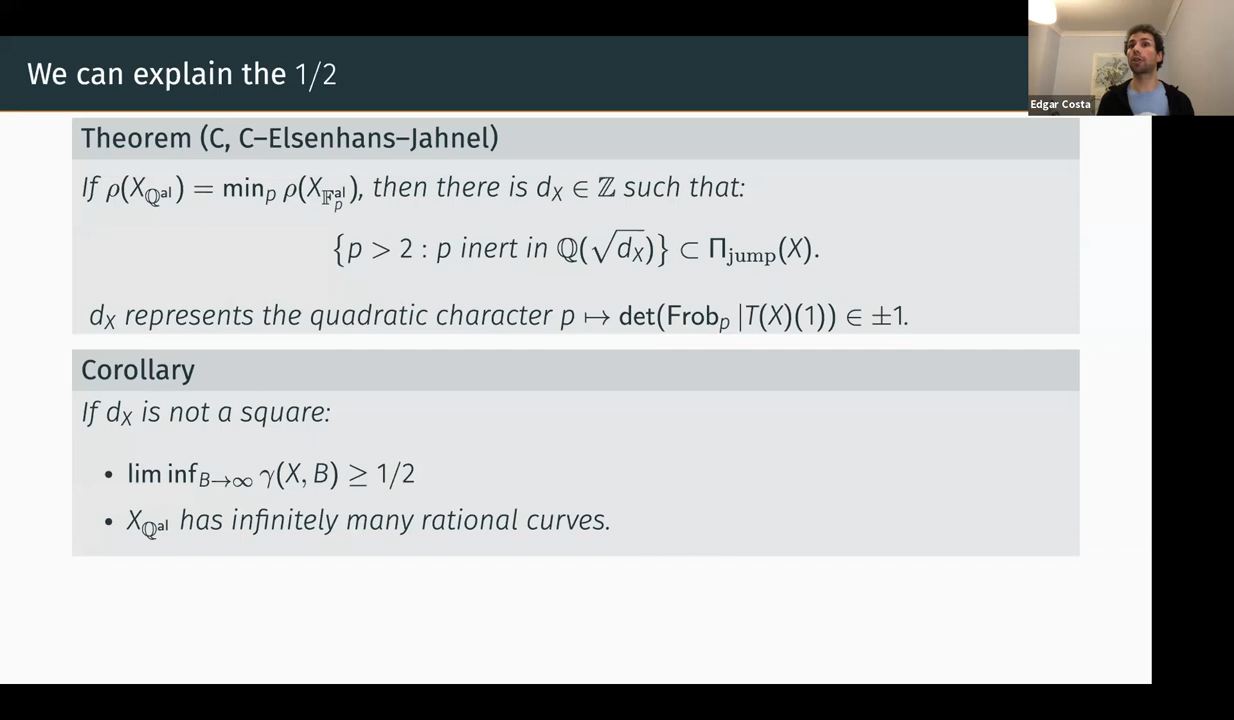 We can explain the 1/2
Edgar Costa
Theorem (C, C–Elsenhans–Jahnel)
If ρ(X_{ℚ^{al}}) = min_p ρ(X_{𝔽_p^{al}}), then there is d_X ∈ ℤ such that:
{p > 2 : p inert in ℚ(√d_X)} ⊂ Π_{jump}(X).
d_X represents the quadratic character p ↦ det(Frob_p |T(X)(1)) ∈ ±1.
Corollary
If d_X is not a square:
• lim inf_{B→∞} γ(X, B) ≥ 1/2
• X_{ℚ^{al}} has infinitely many rational curves.